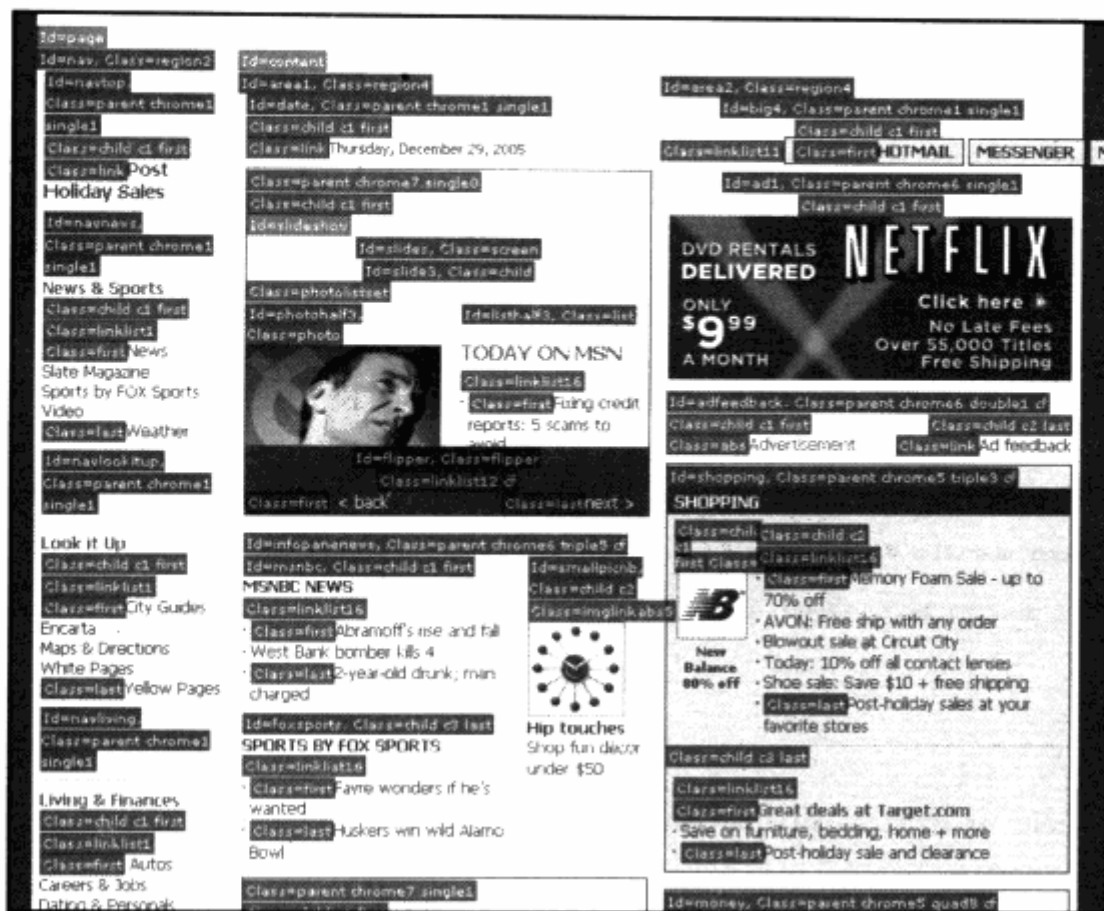 Id=page
Id=nav, Class=region2
Id=navtop,
Class=parent chrome1
single1
Class=child c1 first
Class=link Post
Holiday Sales
Id=navnews,
Class=parent chrome1
single1
News & Sports
Class=child c1 first
Class=linklist1
Class=first News
Slate Magazine
Sports by FOX Sports
Video
Class=last Weather
Id=navlookitup,
Class=parent chrome1
single1
Look it Up
Class=child c1 first
Class=linklist1
Class=first City Guides
Encarta
Maps & Directions
White Pages
Class=last Yellow Pages
Id=navliving,
Class=parent chrome1
single1
Living & Finances
Class=child c1 first
Class=linklist1
Class=first Autos
Careers & Jobs
Dating & Personals
Id=content
Id=area1, Class=region4
Id=date, Class=parent chrome1 single1
Class=child c1 first
Class=link Thursday, December 29, 2005
Class=parent chrome7 single0
Class=child c1 first
Id=slideshow
Id=slides, Class=screen
Id=slide3, Class=child
Class=photolistset
Id=photohalf3,
Class=photo
Id=listhalf3, Class=list
TODAY ON MSN
Class=linklist16
· Class=first Fixing credit
reports: 5 scams to
avoid
Id=flipper, Class=flipper
Class=linklist12 cf
Class=first < back
Class=last next >
Id=infopanenews, Class=parent chrome6 triple5 cf
Id=msnbc, Class=child c1 first
MSNBC NEWS
Class=linklist16
· Class=first Abramoff's rise and fall
· West Bank bomber kills 4
· Class=last 2-year-old drunk; man
charged
Id=foxsports, Class=child c3 last
SPORTS BY FOX SPORTS
Class=linklist16
· Class=first Favre wonders if he's
wanted
· Class=last Huskers win wild Alamo
Bowl
Id=smallpicnb,
Class=child c2
Class=imglinkabs5
Hip touches
Shop fun décor
under $50
Class=parent chrome7 single1
Id=area2, Class=region4
Id=big4, Class=parent chrome1 single1
Class=child c1 first
Class=linklist11 Class=first HOTMAIL MESSENGER
Id=ad1, Class=parent chrome6 single1
Class=child c1 first
DVD RENTALS
DELIVERED
NETFLIX
ONLY
$9 99
A MONTH
Click here
No Late Fees
Over 55,000 Titles
Free Shipping
Id=adfeedback, Class=parent chrome6 double1 cf
Class=child c1 first
Class=child c2 last
Class=abs Advertisement
Class=link Ad feedback
Id=shopping, Class=parent chrome5 triple3 cf
SHOPPING
Class=child
first
Class=child c2
Class=linklist16
New
Balance
80% off
· Class=first Memory Foam Sale - up to
70% off
· AVON: Free ship with any order
· Blowout sale at Circuit City
· Today: 10% off all contact lenses
· Shoe sale: Save $10 + free shipping
· Class=last Post-holiday sales at your
favorite stores
Class=child c3 last
Class=linklist16
Class=first Great deals at Target.com
· Save on furniture, bedding, home + more
· Class=last Post-holiday sale and clearance
Id=money, Class=parent chrome5 quad8 cf